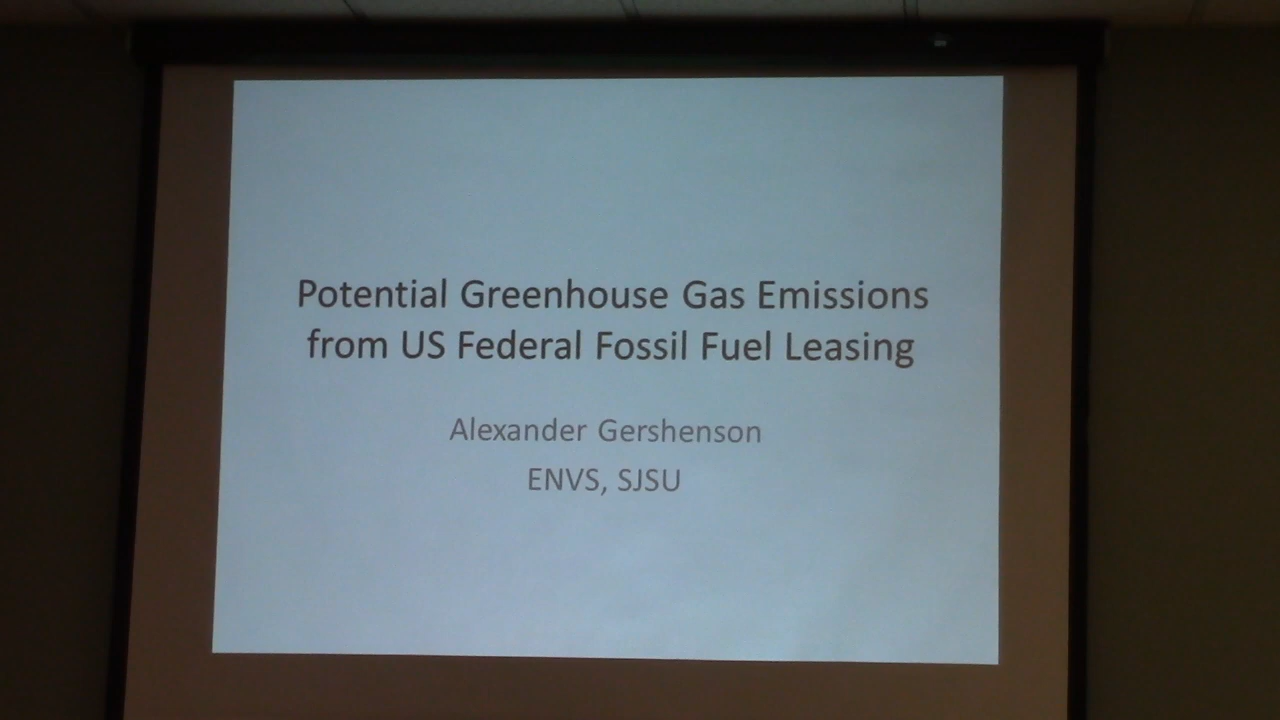 Potential Greenhouse Gas Emissions
from US Federal Fossil Fuel Leasing
Alexander Gershenson
ENVS, SJSU